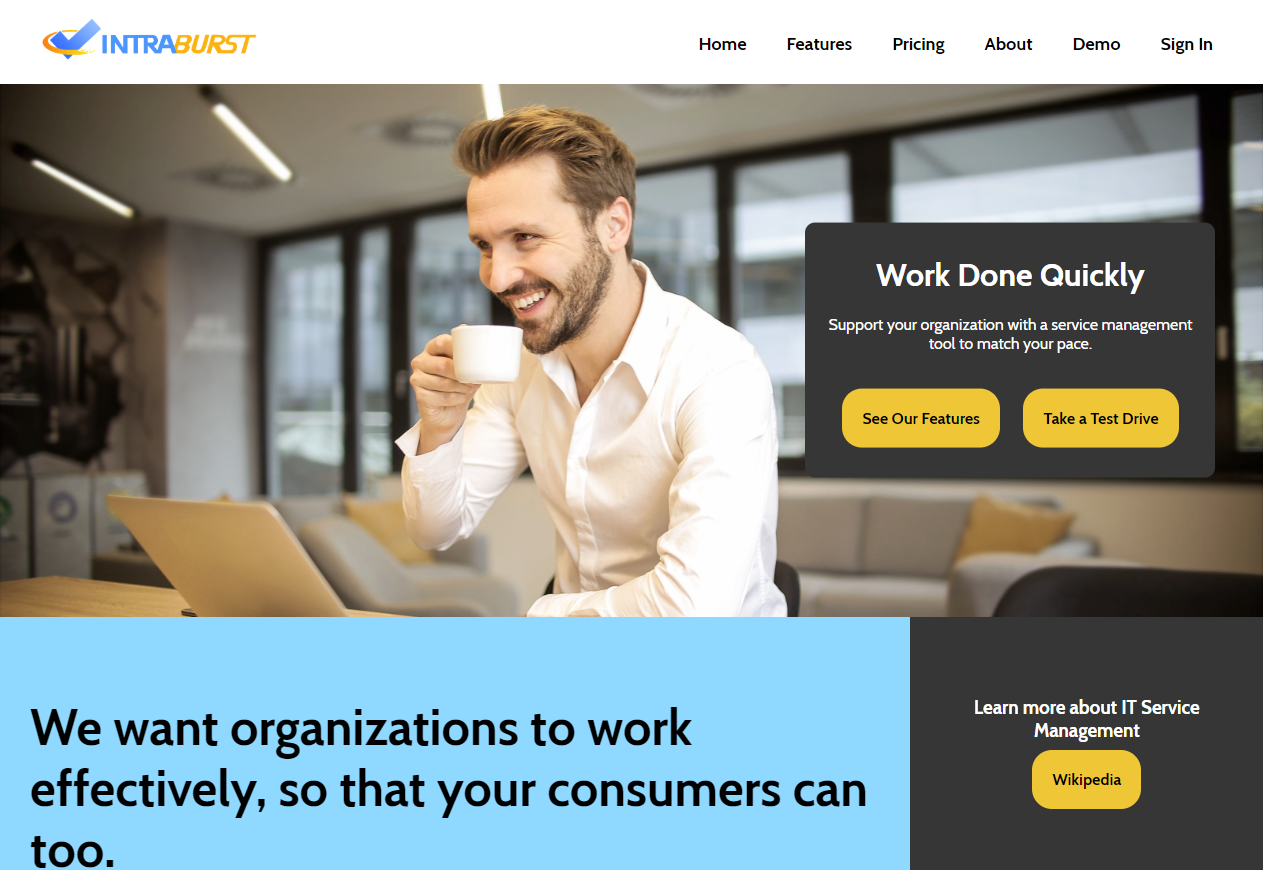 INTRABURST
Home Features Pricing About Demo Sign In
Work Done Quickly
Support your organization with a service management
tool to match your pace.
See Our Features Take a Test Drive
We want organizations to work
effectively, so that your consumers can
too.
Learn more about IT Service
Management
Wikipedia